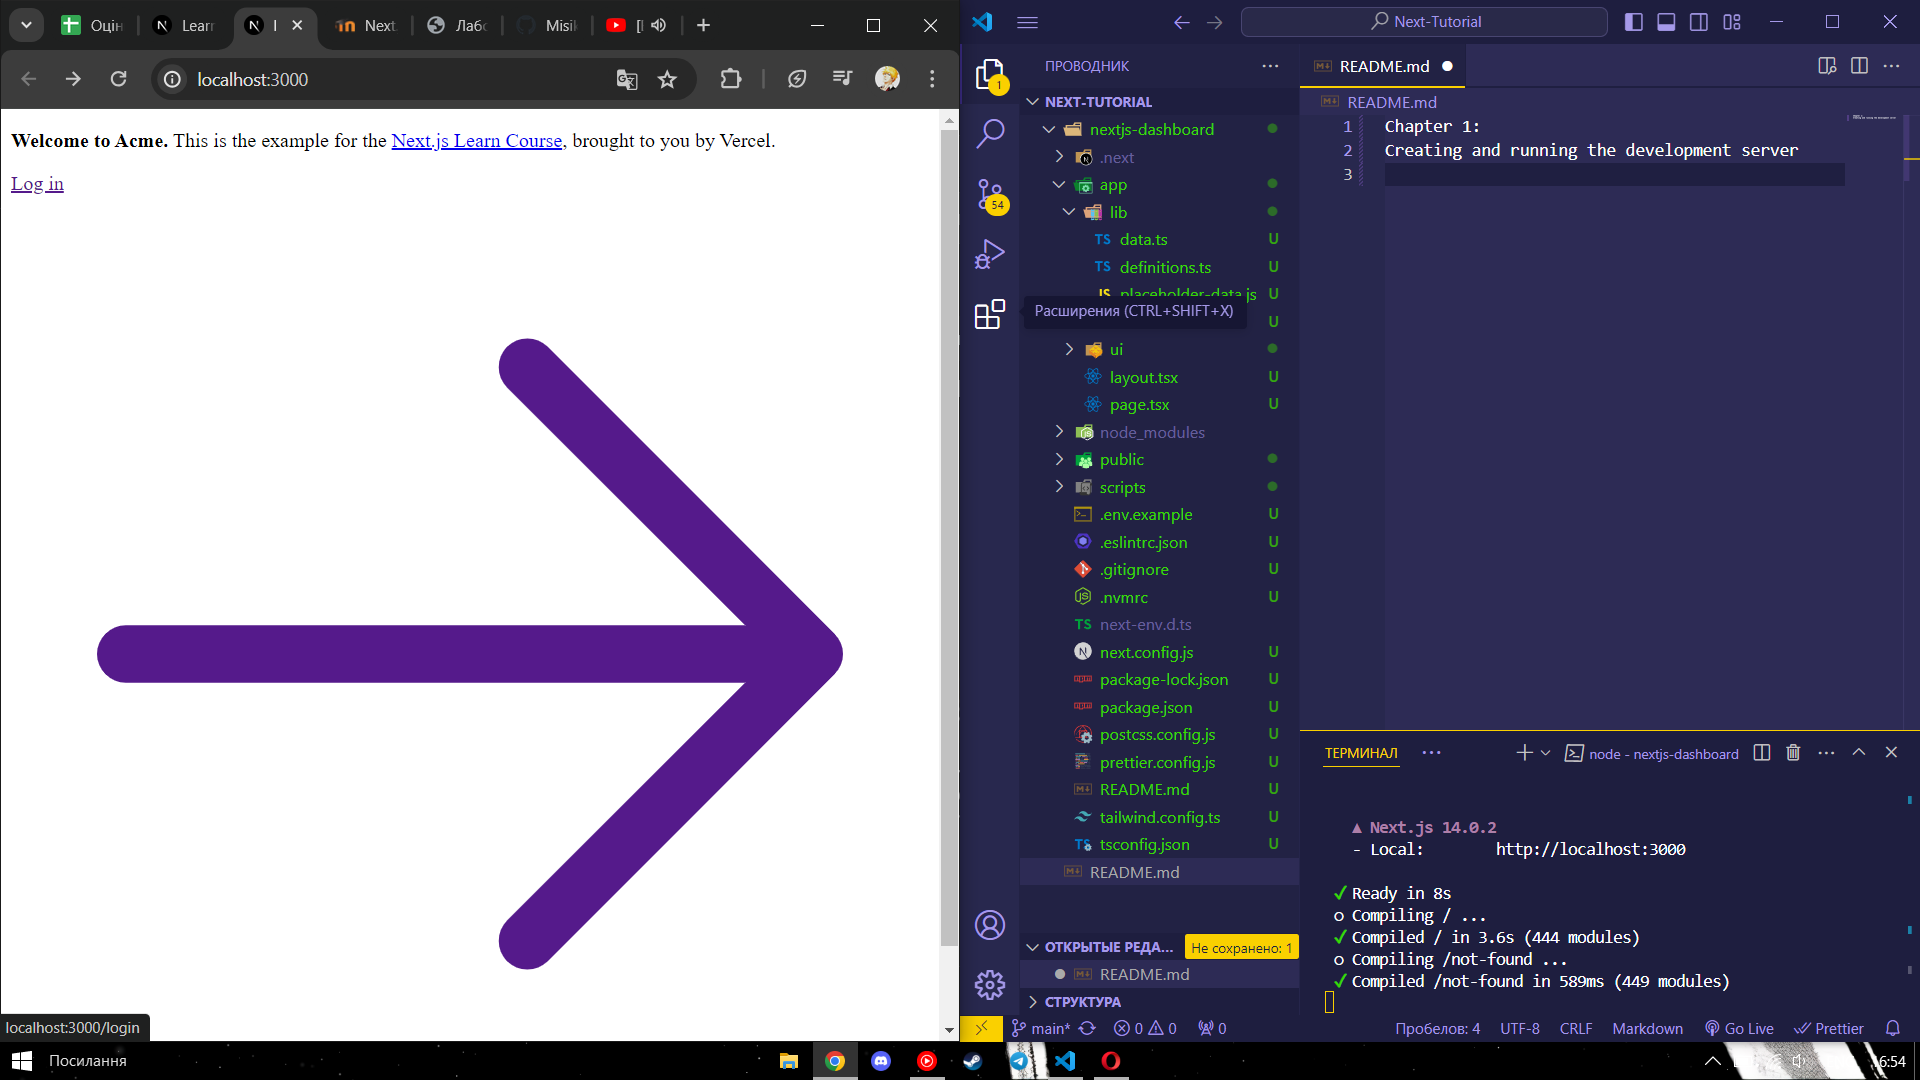 Оцін
Learn
Next.
Лабо
Misik
localhost:3000
Welcome to Acme. This is the example for the Next.js Learn Course, brought to you by Vercel.
Log in
localhost:3000/login
Next-Tutorial
ПРОВОДНИК
NEXT-TUTORIAL
nextjs-dashboard
.next
app
lib
TS data.ts U
TS definitions.ts U
JS placeholder-data.js U
Расширения (CTRL+SHIFT+X)
U
ui
layout.tsx U
page.tsx U
node_modules
public
scripts
.env.example U
.eslintrc.json U
.gitignore U
.nvmrc U
TS next-env.d.ts
next.config.js U
package-lock.json U
package.json U
postcss.config.js U
prettier.config.js U
README.md U
tailwind.config.ts U
tsconfig.json U
README.md
ОТКРЫТЫЕ РЕДА... Не сохранено: 1
README.md
СТРУКТУРА
1
54
README.md
README.md
1 Chapter 1:
2 Creating and running the development server
3
ТЕРМИНАЛ
node - nextjs-dashboard
▲ Next.js 14.0.2
- Local: http://localhost:3000
✓ Ready in 8s
○ Compiling / ...
✓ Compiled / in 3.6s (444 modules)
○ Compiling /not-found ...
✓ Compiled /not-found in 589ms (449 modules)
main* 0 0 0 Пробелов: 4 UTF-8 CRLF Markdown Go Live Prettier
Посилання
6:54